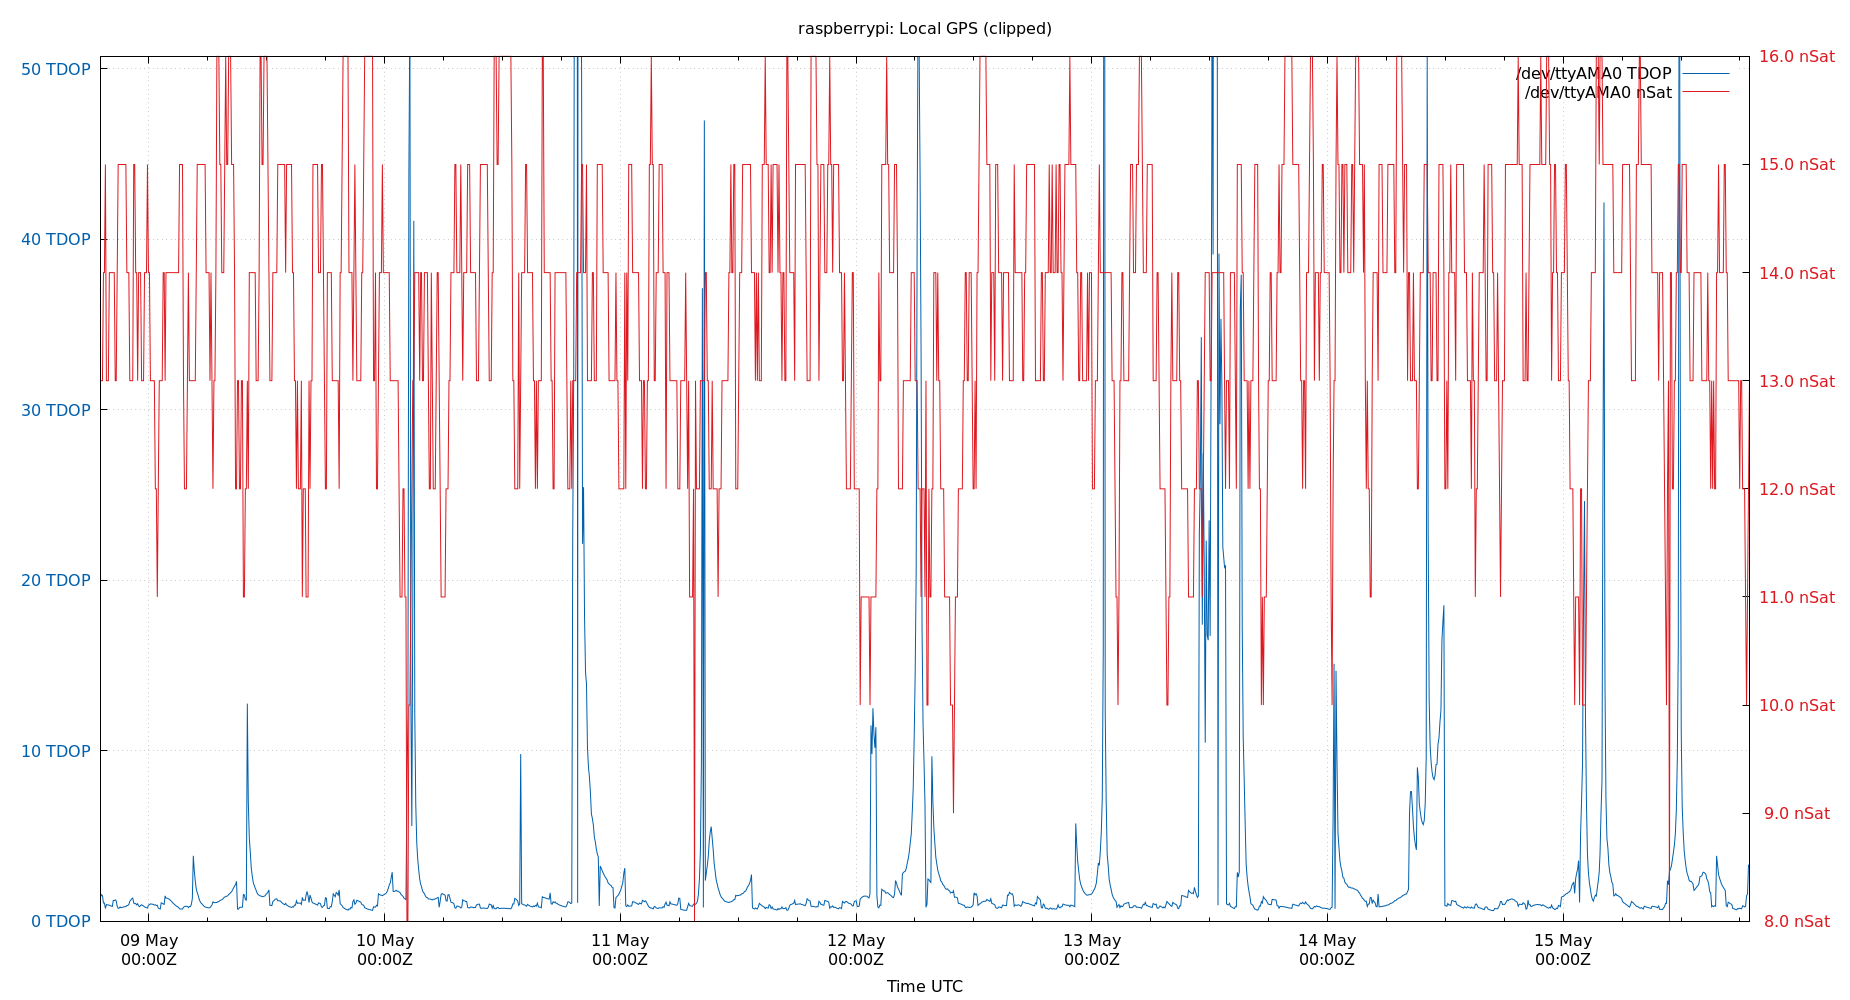 raspberrypi: Local GPS (clipped)
50 TDOP
40 TDOP
30 TDOP
20 TDOP
10 TDOP
0 TDOP
16.0 nSat
15.0 nSat
14.0 nSat
13.0 nSat
12.0 nSat
11.0 nSat
10.0 nSat
9.0 nSat
8.0 nSat
/dev/ttyAMA0 TDOP
/dev/ttyAMA0 nSat
09 May
00:00Z
10 May
00:00Z
11 May
00:00Z
12 May
00:00Z
13 May
00:00Z
14 May
00:00Z
15 May
00:00Z
Time UTC